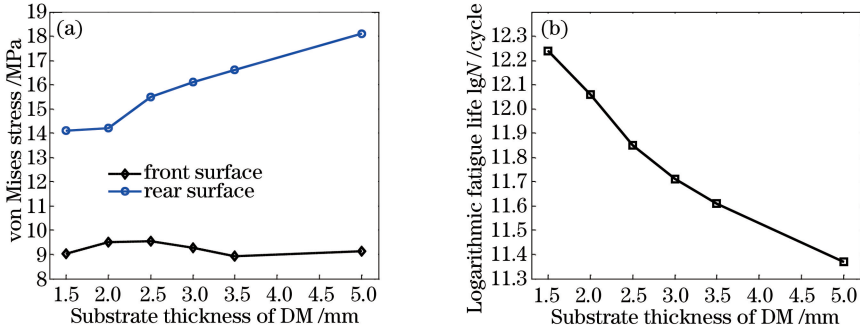 (a)
von Mises stress /MPa
19
18
17
16
15
14
13
12
11
10
9
8
front surface
rear surface
1.5 2.0 2.5 3.0 3.5 4.0 4.5 5.0
Substrate thickness of DM /mm
(b)
Logarithmic fatigue life lgN /cycle
12.3
12.2
12.1
12.0
11.9
11.8
11.7
11.6
11.5
11.4
11.3
1.5 2.0 2.5 3.0 3.5 4.0 4.5 5.0
Substrate thickness of DM /mm